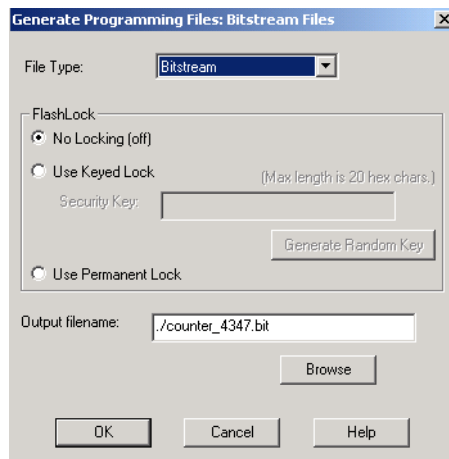 Generate Programming Files: Bitstream Files
File Type:
Bitstream
FlashLock
No Locking (off)
Use Keyed Lock
(Max length is 20 hex chars.)
Security Key:
Generate Random Key
Use Permanent Lock
Output filename:
./counter_4347.bit
Browse
OK
Cancel
Help